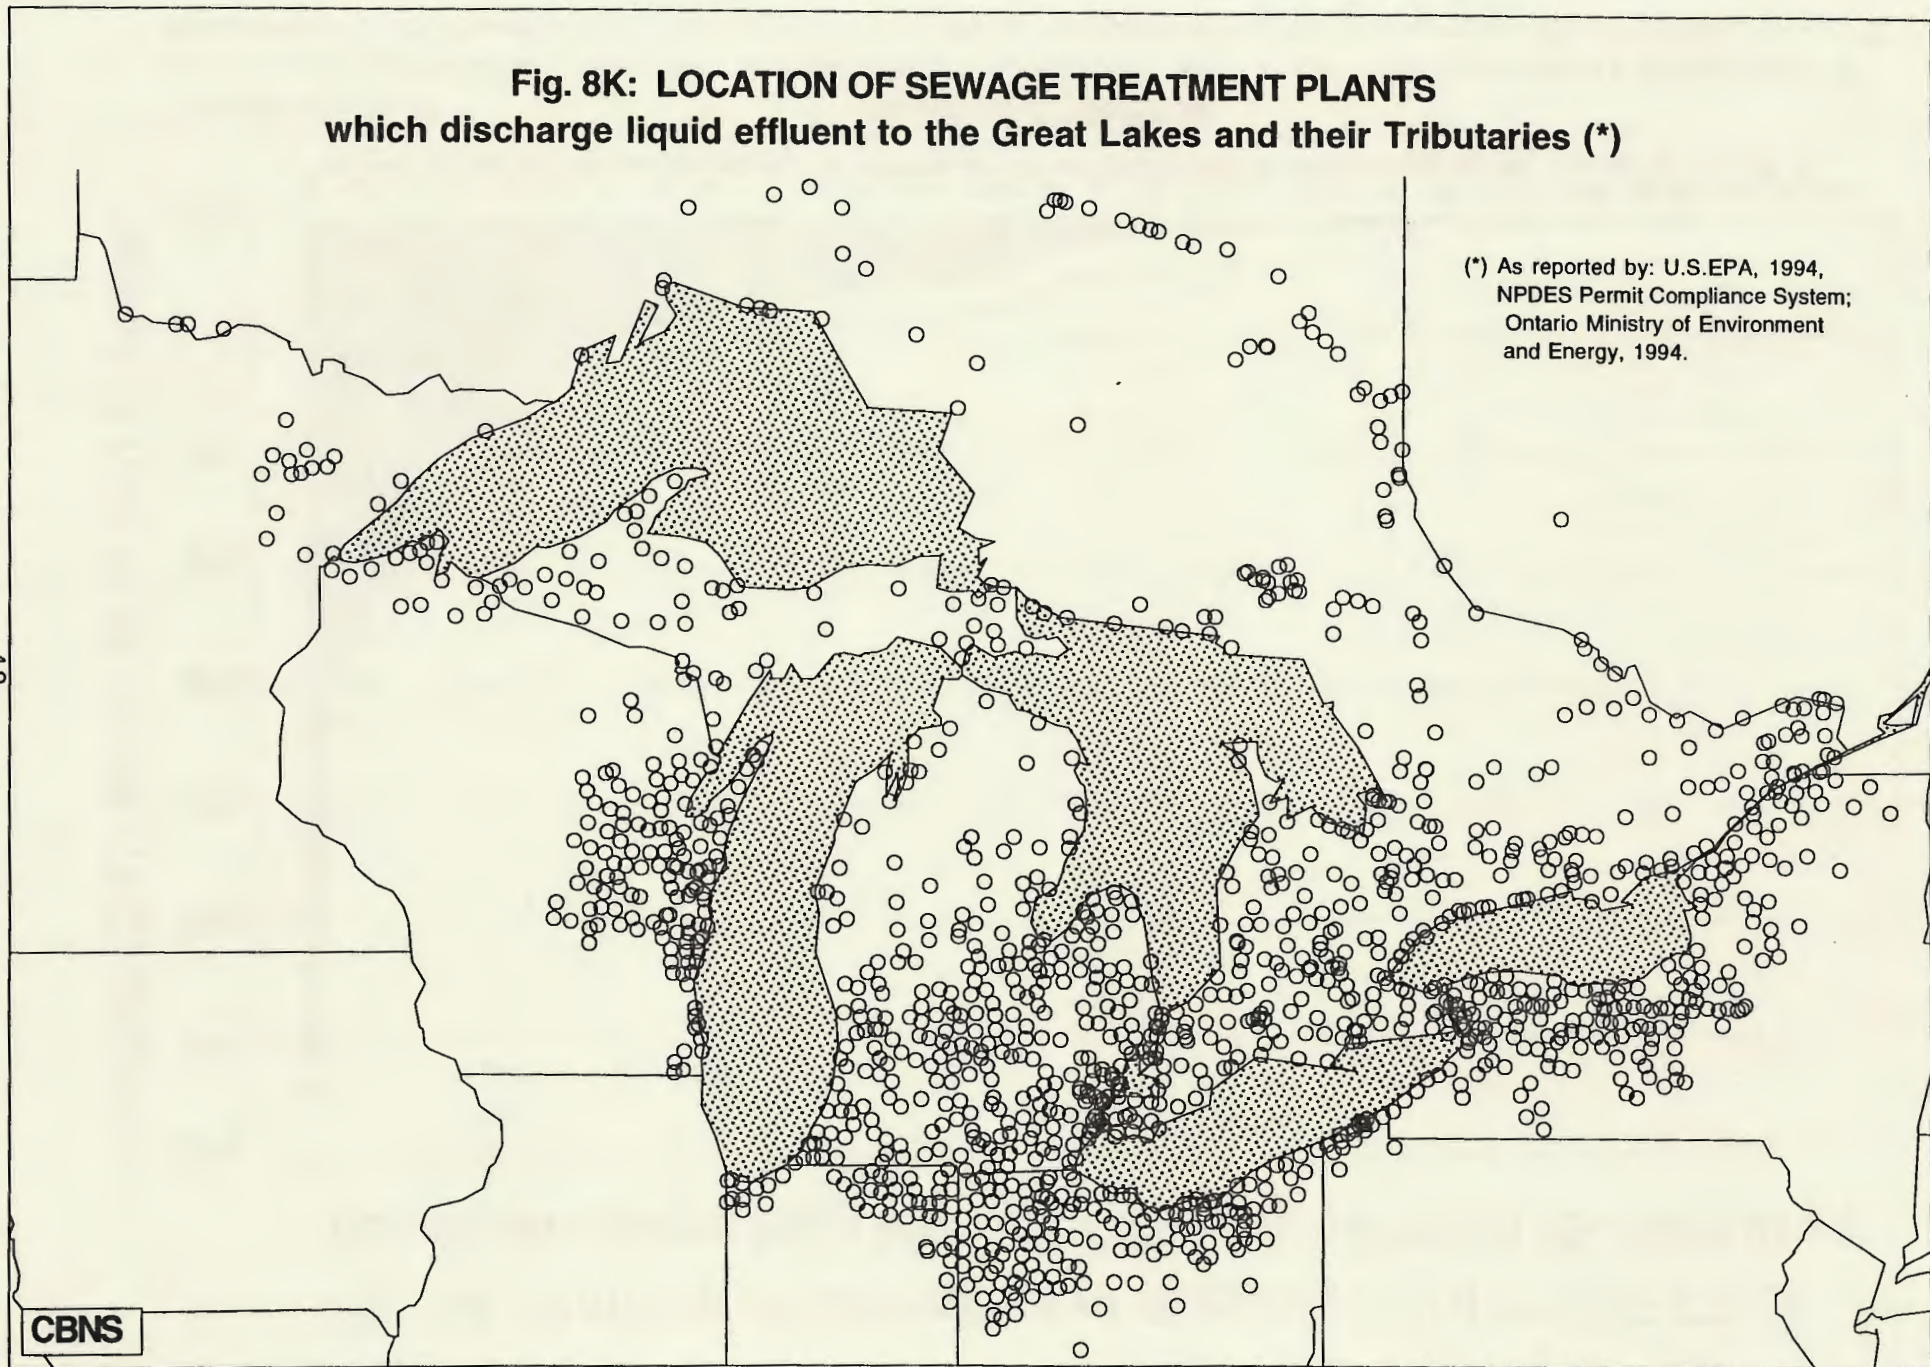 Fig. 8K: LOCATION OF SEWAGE TREATMENT PLANTS
which discharge liquid effluent to the Great Lakes and their Tributaries (*)
(*) As reported by: U.S.EPA, 1994,
NPDES Permit Compliance System;
Ontario Ministry of Environment
and Energy, 1994.
CBNS